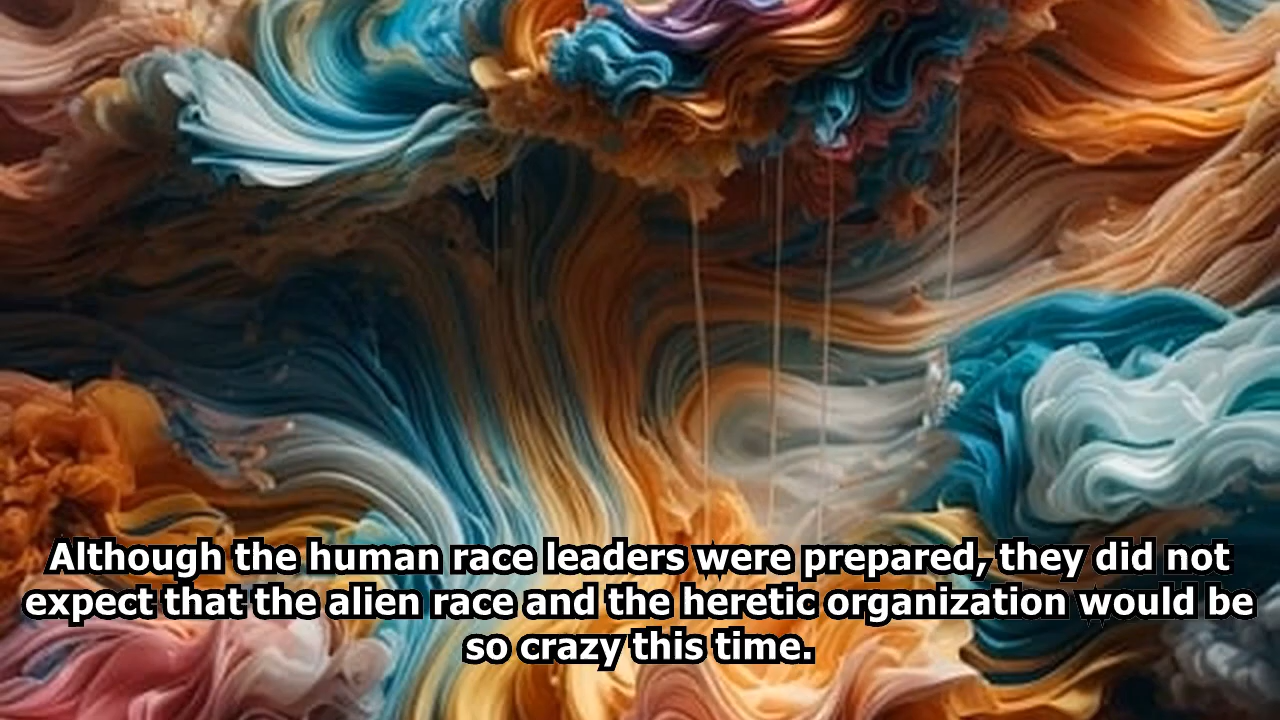 Although the human race leaders were prepared, they did not
expect that the alien race and the heretic organization would be
so crazy this time.